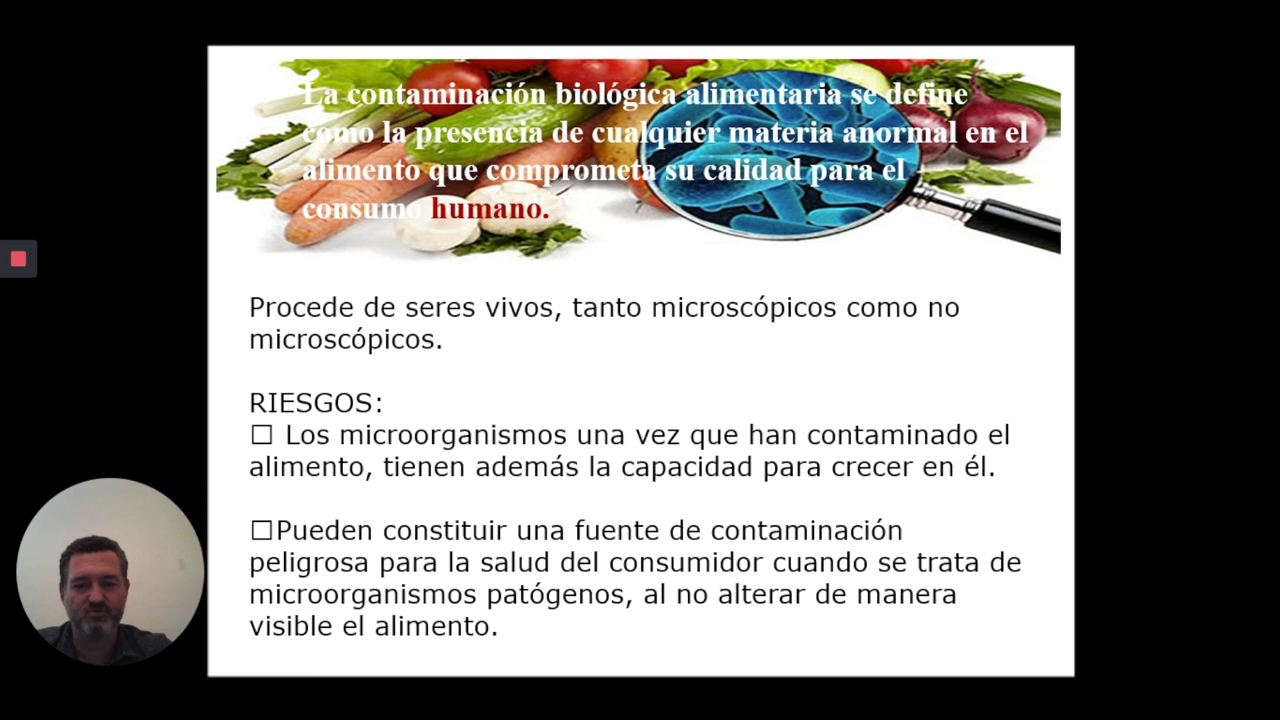 La contaminación biológica alimentaria se define
como la presencia de cualquier materia anormal en el
alimento que comprometa su calidad para el
consumo humano.
Procede de seres vivos, tanto microscópicos como no
microscópicos.
RIESGOS:
☐ Los microorganismos una vez que han contaminado el
alimento, tienen además la capacidad para crecer en él.
☐Pueden constituir una fuente de contaminación
peligrosa para la salud del consumidor cuando se trata de
microorganismos patógenos, al no alterar de manera
visible el alimento.